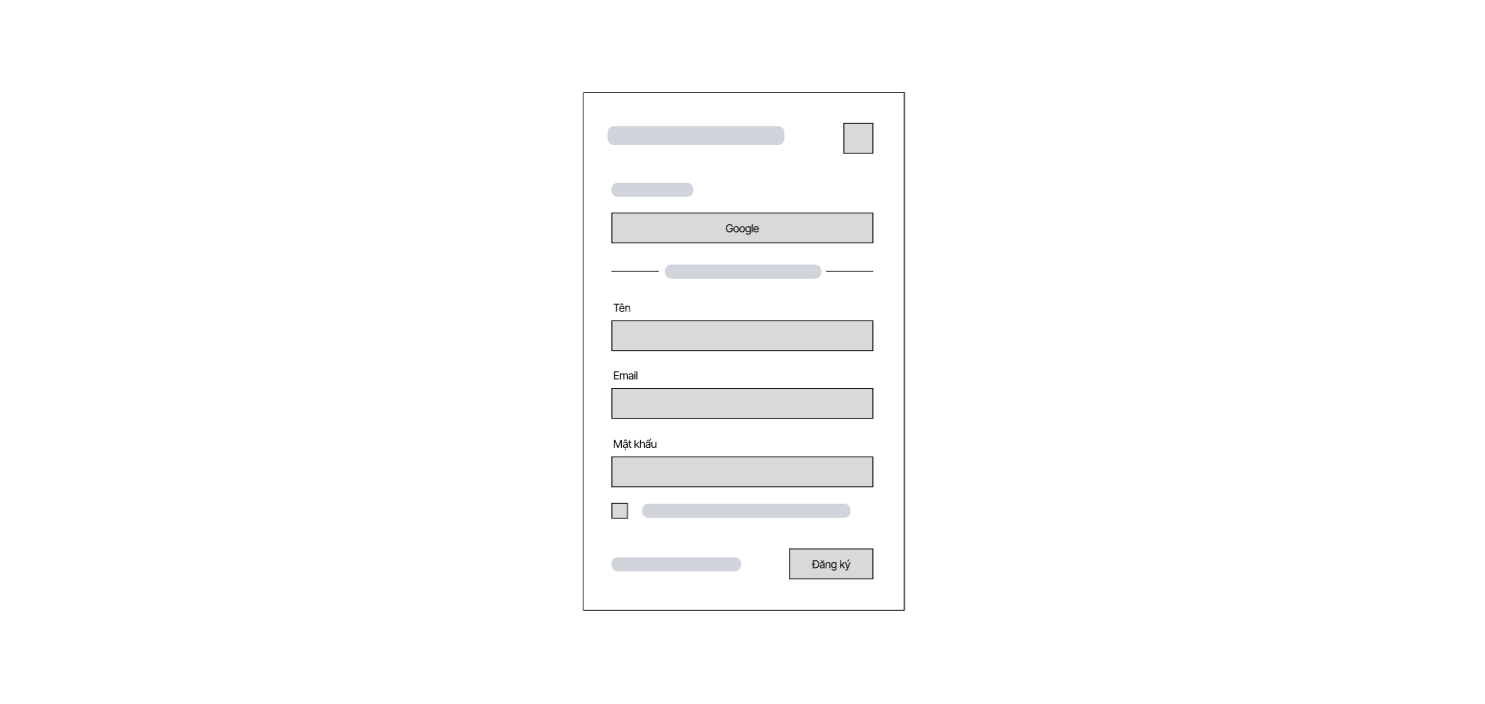 Google
Tên
Email
Mật khẩu
Đăng ký